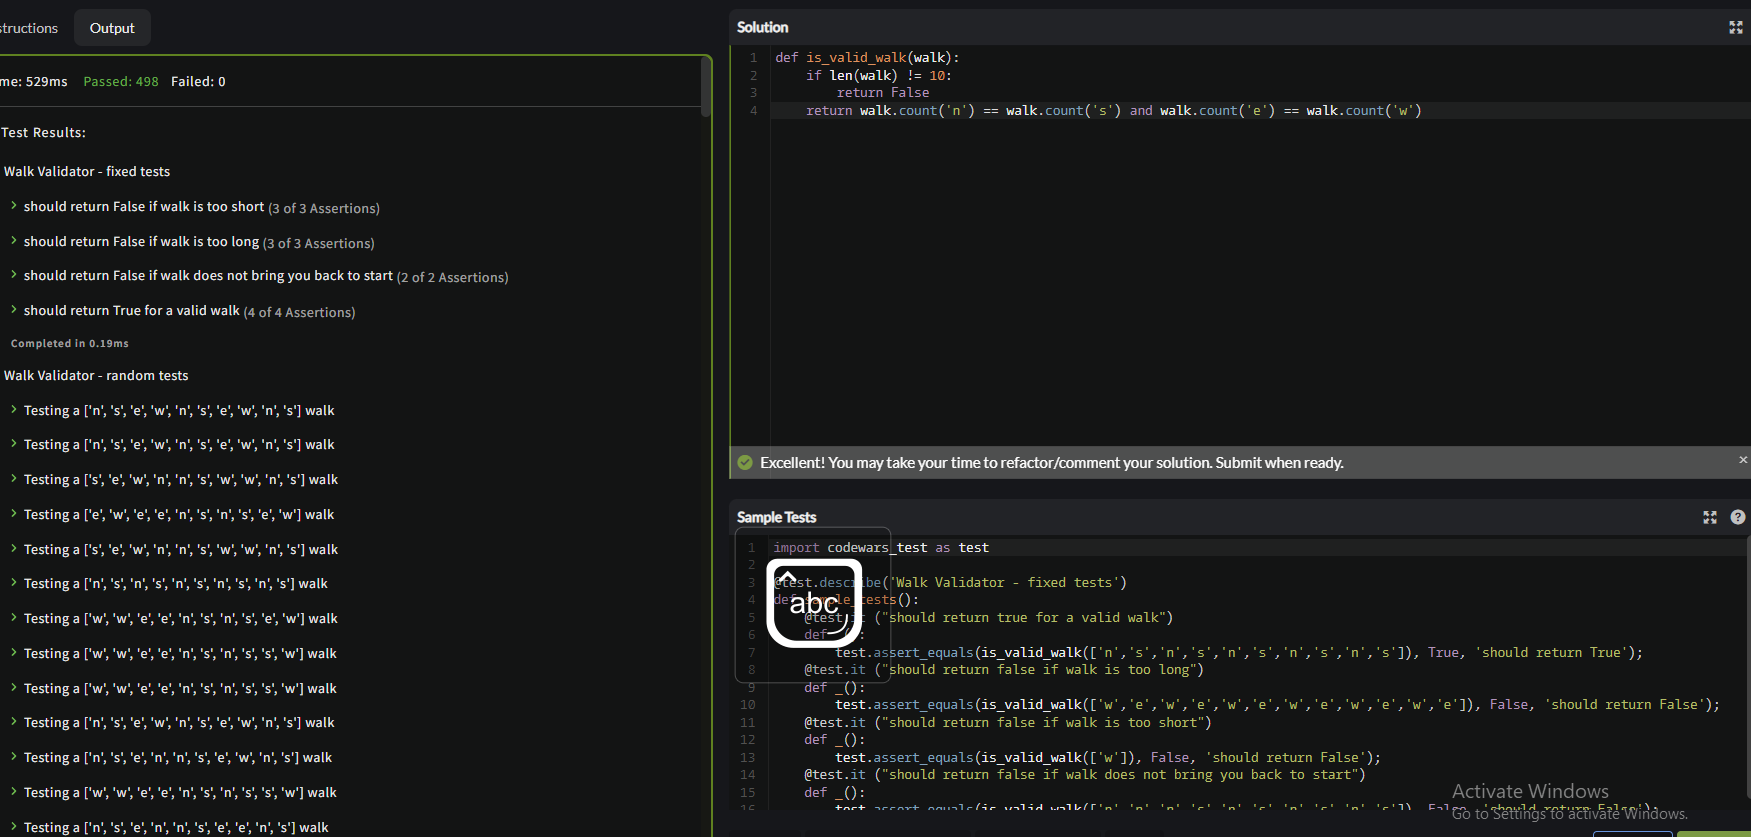 structions
Output
me: 529ms Passed: 498 Failed: 0
Test Results:
Walk Validator - fixed tests
should return False if walk is too short (3 of 3 Assertions)
should return False if walk is too long (3 of 3 Assertions)
should return False if walk does not bring you back to start (2 of 2 Assertions)
should return True for a valid walk (4 of 4 Assertions)
Completed in 0.19ms
Walk Validator - random tests
Testing a ['n', 's', 'e', 'w', 'n', 's', 'e', 'w', 'n', 's'] walk
Testing a ['n', 's', 'e', 'w', 'n', 's', 'e', 'w', 'n', 's'] walk
Testing a ['s', 'e', 'w', 'n', 'n', 's', 'w', 'w', 'n', 's'] walk
Testing a ['e', 'w', 'e', 'e', 'n', 's', 'n', 's', 'e', 'w'] walk
Testing a ['s', 'e', 'w', 'n', 'n', 's', 'w', 'w', 'n', 's'] walk
Testing a ['n', 's', 'n', 's', 'n', 's', 'n', 's', 'n', 's'] walk
Testing a ['w', 'w', 'e', 'e', 'n', 's', 'n', 's', 'e', 'w'] walk
Testing a ['w', 'w', 'e', 'e', 'n', 's', 'n', 's', 's', 'w'] walk
Testing a ['w', 'w', 'e', 'e', 'n', 's', 'n', 's', 's', 'w'] walk
Testing a ['n', 's', 'e', 'w', 'n', 's', 'e', 'w', 'n', 's'] walk
Testing a ['n', 's', 'e', 'n', 'n', 's', 'e', 'w', 'n', 's'] walk
Testing a ['w', 'w', 'e', 'e', 'n', 's', 'n', 's', 's', 'w'] walk
Testing a ['n', 's', 'e', 'n', 'n', 's', 'e', 'e', 'n', 's'] walk
Solution
1 def is_valid_walk(walk):
2 if len(walk) != 10:
3 return False
4 return walk.count('n') == walk.count('s') and walk.count('e') == walk.count('w')
Excellent! You may take your time to refactor/comment your solution. Submit when ready.
Sample Tests
1 import codewars_test as test
2
3 @test.describe('Walk Validator - fixed tests')
4 def sample_tests():
5 @test.it ("should return true for a valid walk")
6 def _():
7 test.assert_equals(is_valid_walk(['n','s','n','s','n','s','n','s','n','s']), True, 'should return True');
8 @test.it ("should return false if walk is too long")
9 def _():
10 test.assert_equals(is_valid_walk(['w','e','w','e','w','e','w','e','w','e','w','e']), False, 'should return False');
11 @test.it ("should return false if walk is too short")
12 def _():
13 test.assert_equals(is_valid_walk(['w']), False, 'should return False');
14 @test.it ("should return false if walk does not bring you back to start")
15 def _():
16 test.assert_equals(is_valid_walk(['n','n','n','s','n','s','n','s','n','s']), False, 'should return False');
abc
Activate Windows
Go to Settings to activate Windows.